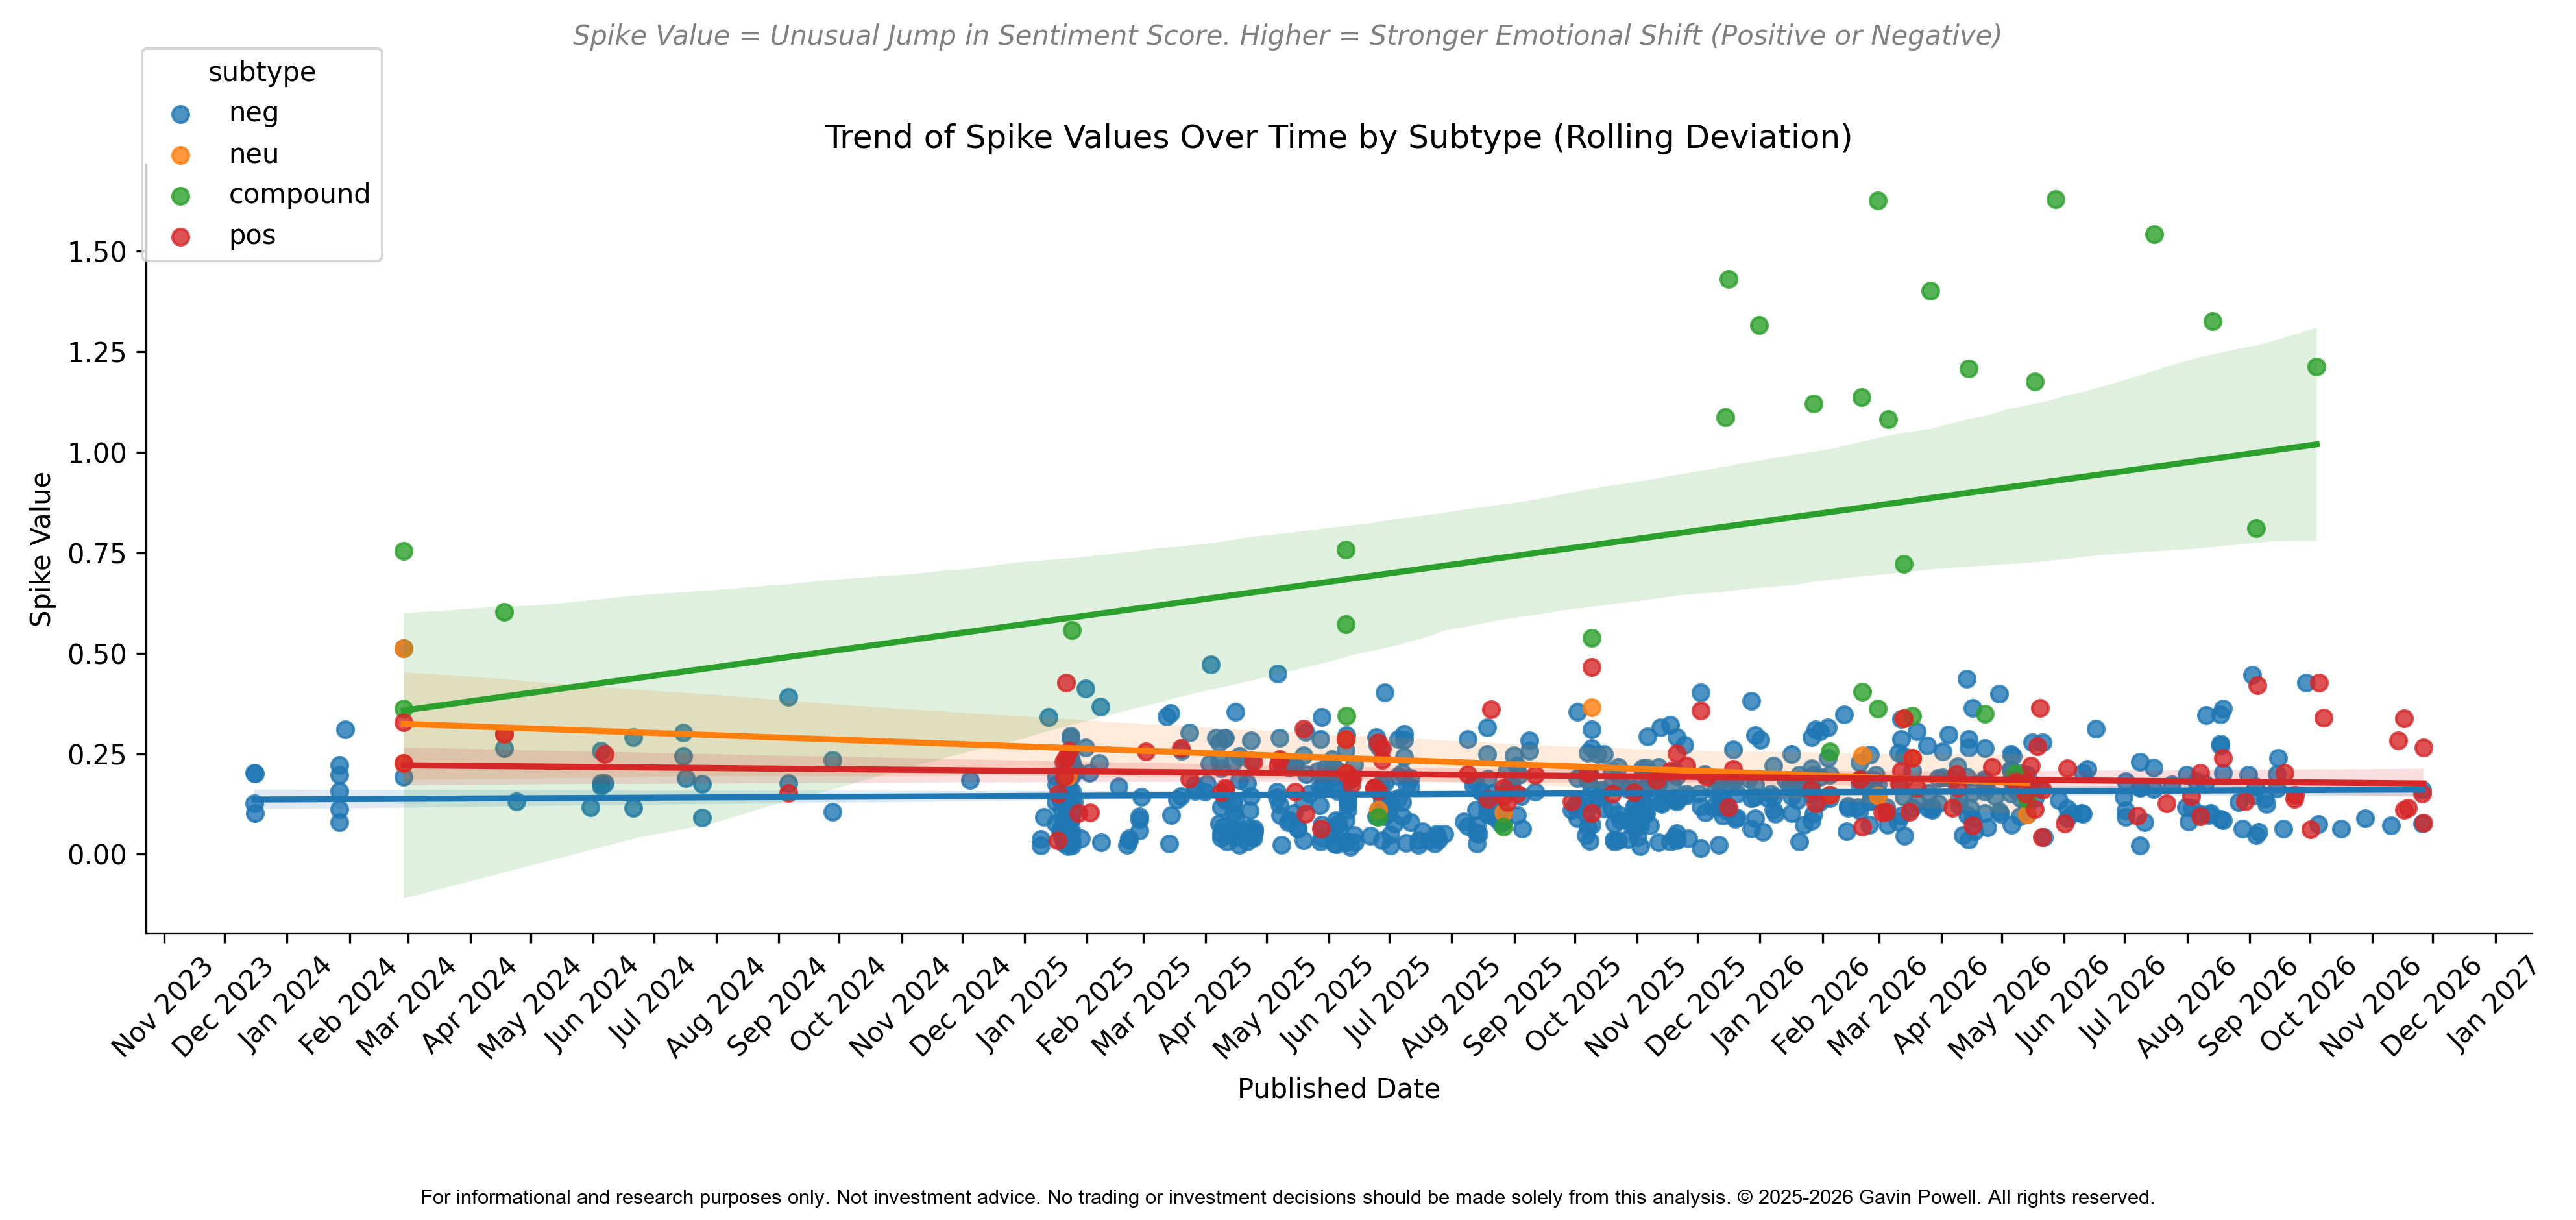 Spike Value = Unusual Jump in Sentiment Score. Higher = Stronger Emotional Shift (Positive or Negative)
subtype
neg
neu
compound
pos
Trend of Spike Values Over Time by Subtype (Rolling Deviation)
Spike Value
1.50
1.25
1.00
0.75
0.50
0.25
0.00
Nov 2023
Dec 2023
Jan 2024
Feb 2024
Mar 2024
Apr 2024
May 2024
Jun 2024
Jul 2024
Aug 2024
Sep 2024
Oct 2024
Nov 2024
Dec 2024
Jan 2025
Feb 2025
Mar 2025
Apr 2025
May 2025
Jun 2025
Jul 2025
Aug 2025
Sep 2025
Oct 2025
Nov 2025
Dec 2025
Jan 2026
Feb 2026
Mar 2026
Apr 2026
May 2026
Jun 2026
Jul 2026
Aug 2026
Sep 2026
Oct 2026
Nov 2026
Dec 2026
Jan 2027
Published Date
For informational and research purposes only. Not investment advice. No trading or investment decisions should be made solely from this analysis. © 2025-2026 Gavin Powell. All rights reserved.